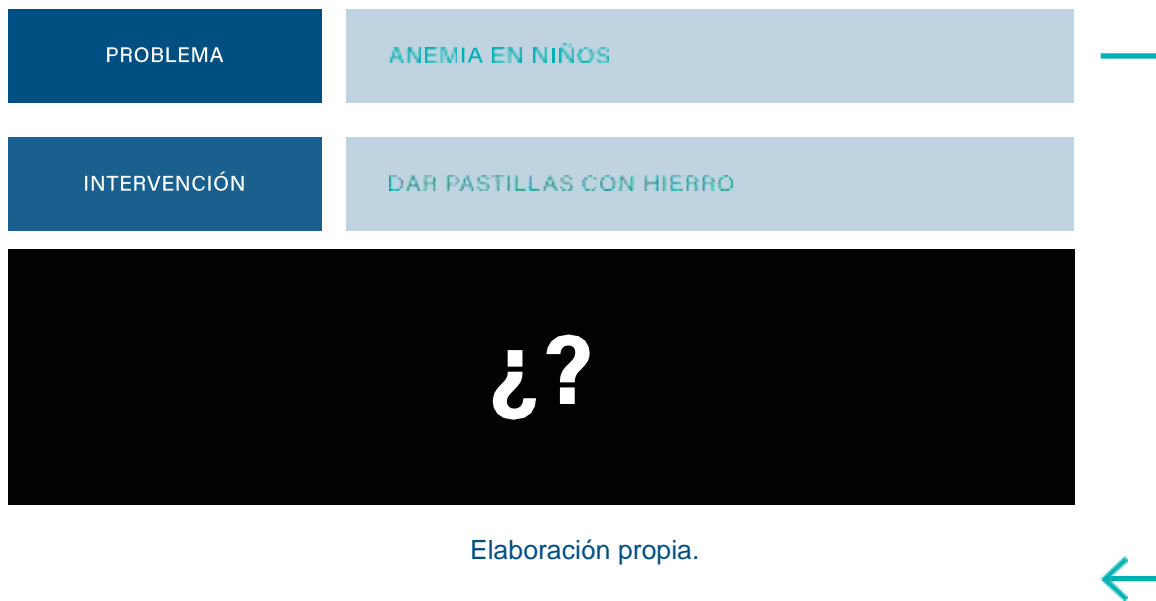 PROBLEMA
ANEMIA EN NIÑOS
INTERVENCIÓN
DAR PASTILLAS CON HIERRO
¿?
Elaboración propia.